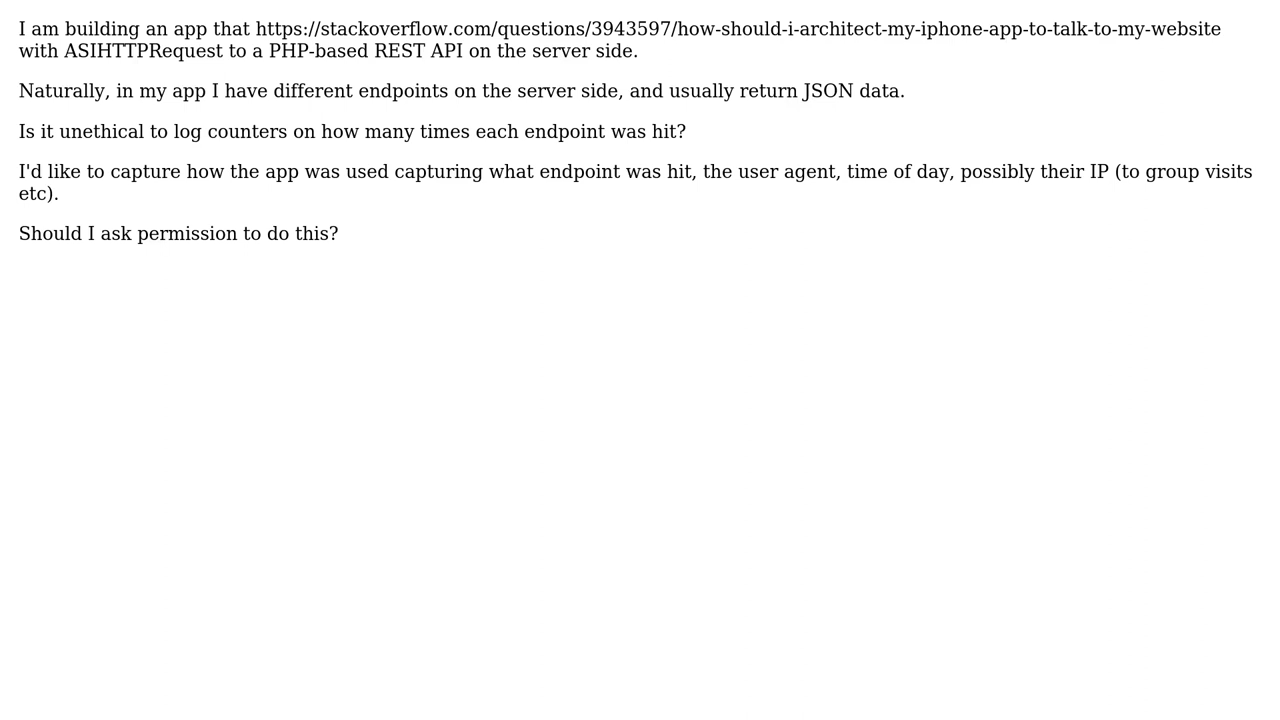 I am building an app that https://stackoverflow.com/questions/3943597/how-should-i-architect-my-iphone-app-to-talk-to-my-website
with ASIHTTPRequest to a PHP-based REST API on the server side.
Naturally, in my app I have different endpoints on the server side, and usually return JSON data.
Is it unethical to log counters on how many times each endpoint was hit?
I'd like to capture how the app was used capturing what endpoint was hit, the user agent, time of day, possibly their IP (to group visits
etc).
Should I ask permission to do this?